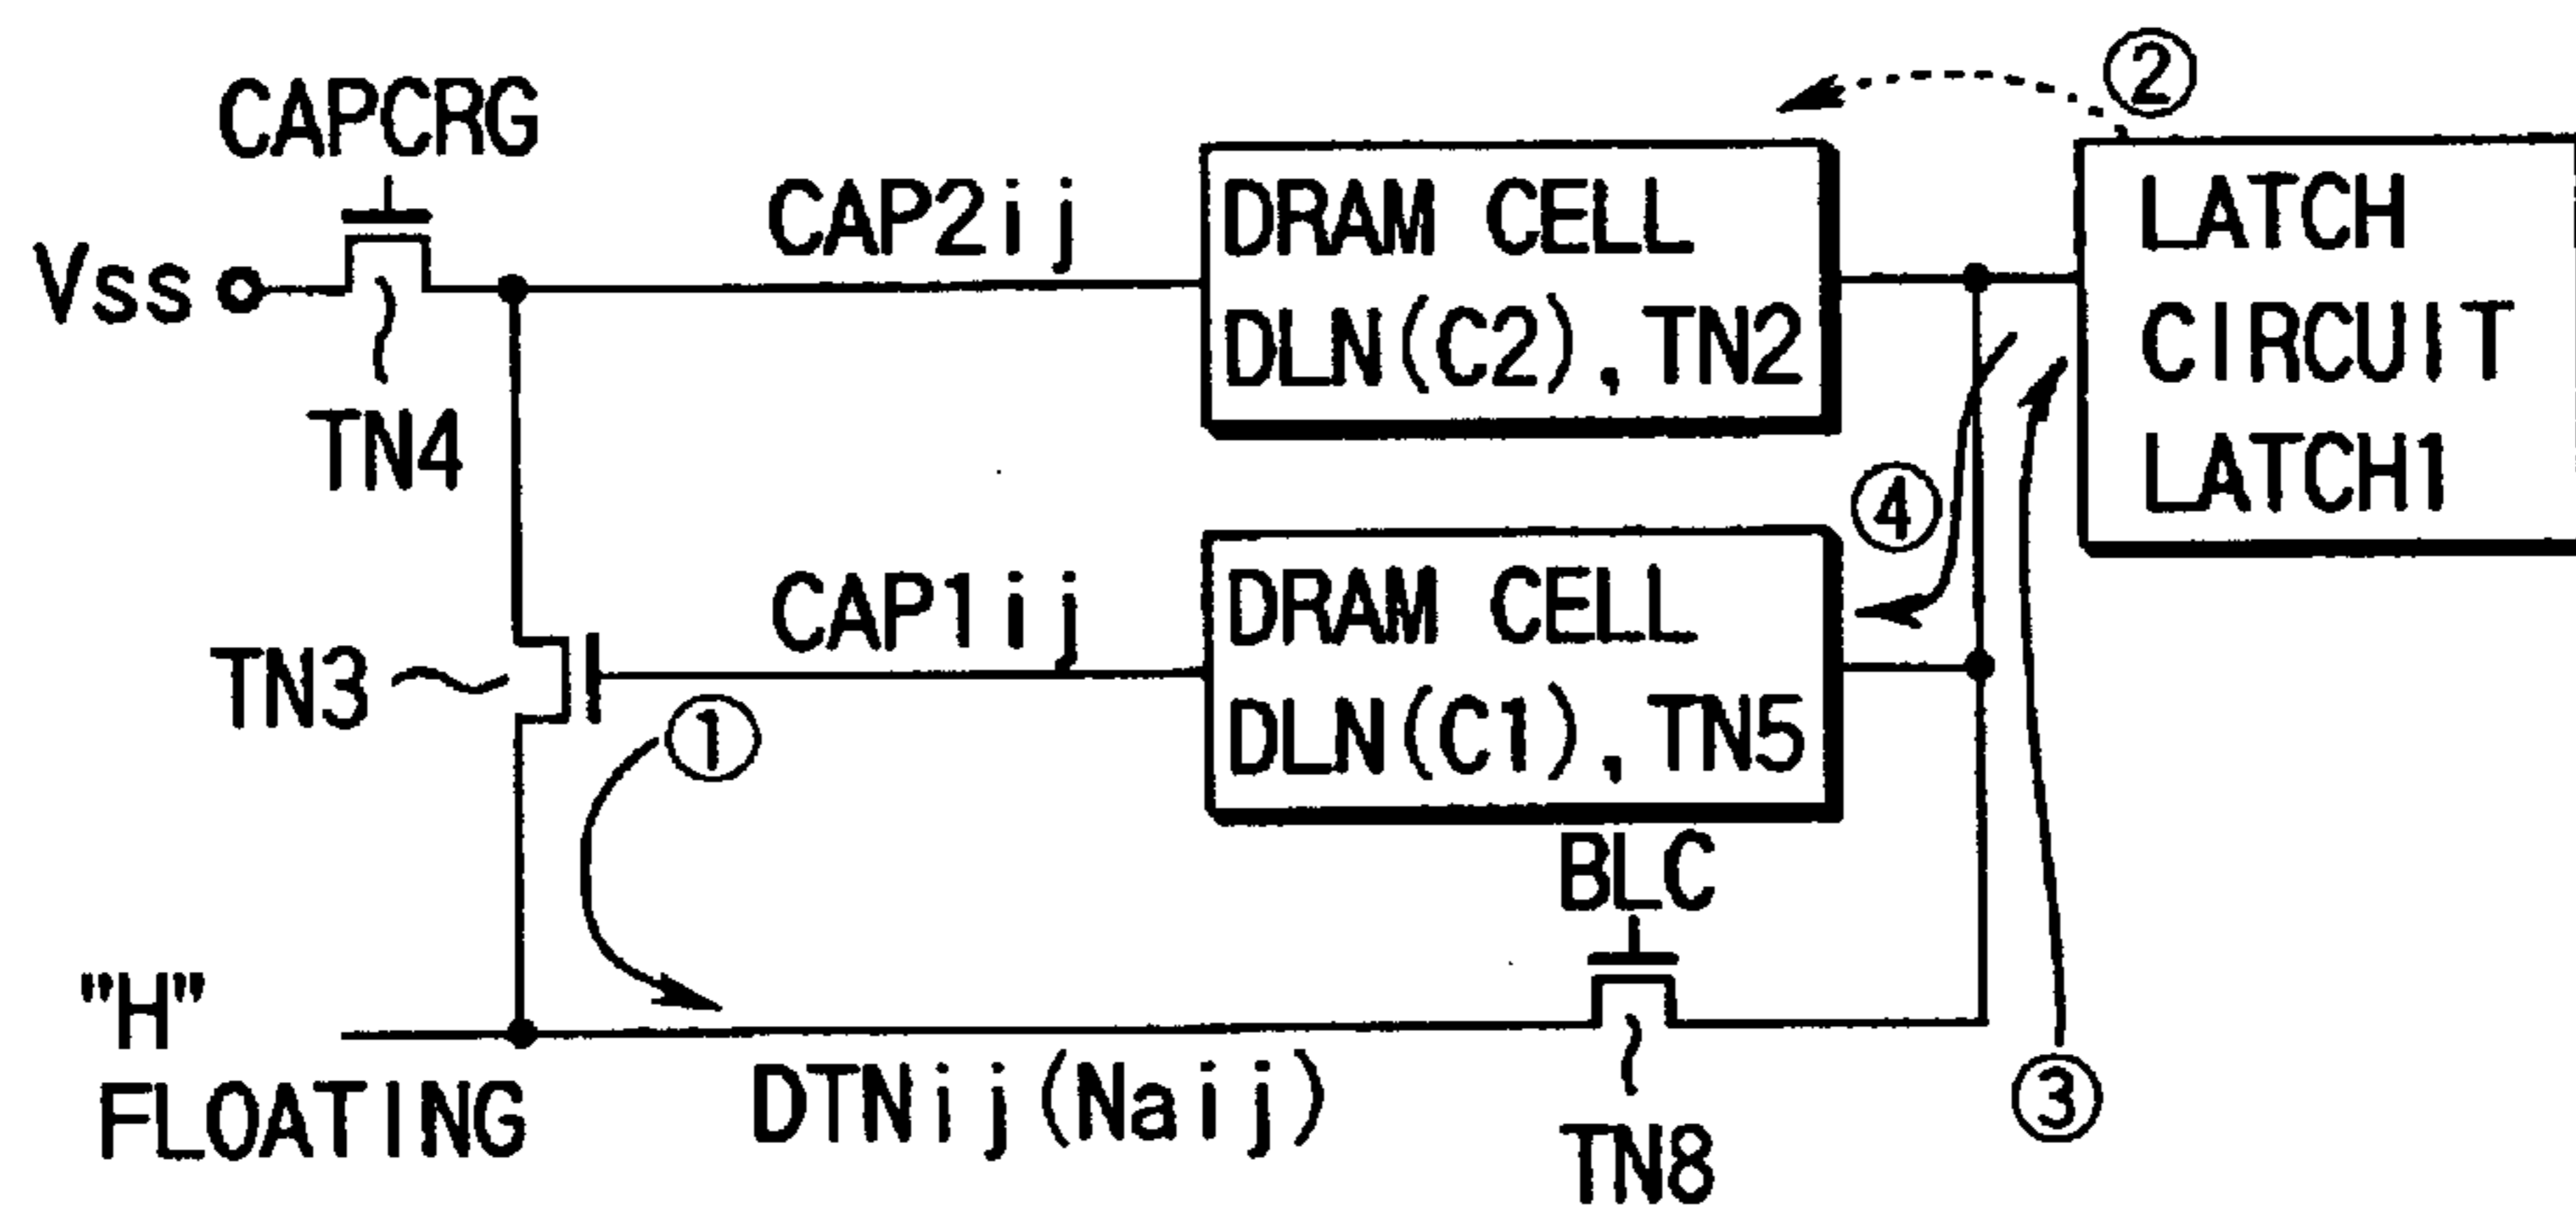 CAPCRG
Vss
TN4
CAP2ij
DRAM CELL
DLN(C2),TN2
②
LATCH
CIRCUIT
LATCH1
④
TN3
CAP1ij
①
DRAM CELL
DLN(C1),TN5
BLC
"H"
FLOATING
DTNij(Naij)
TN8
③